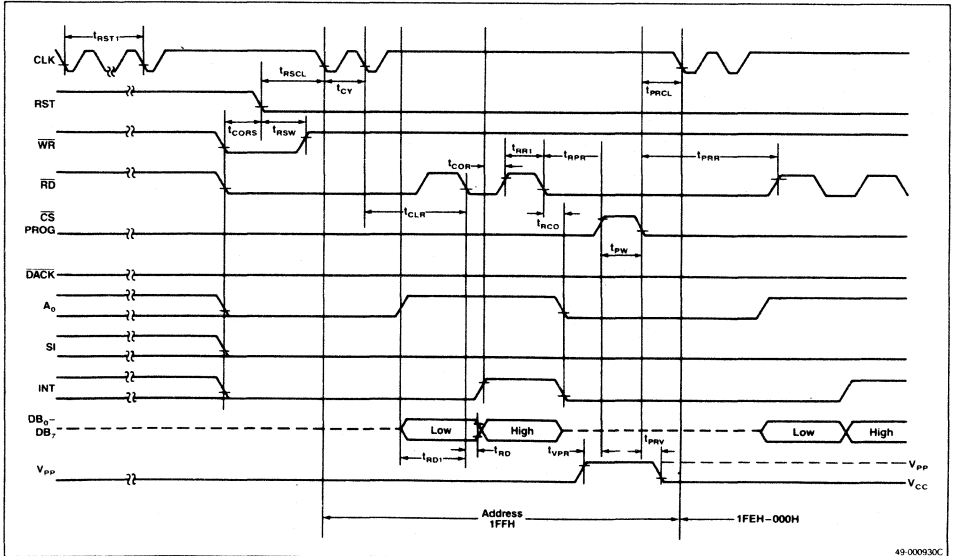 tRST1
CLK
tRSCL
tCY
tPRCL
RST
tCORS
tRSW
WR
tCOR
tRR1
tRPR
tPRR
RD
tCLR
tRCO
CS
PROG
tPW
DACK
A0
SI
INT
DB0–
DB7
Low
High
Low
High
tRD1
tRD
tVPR
tPRV
VPP
VPP
VCC
Address
1FFH
1FEH–000H
49-000930C